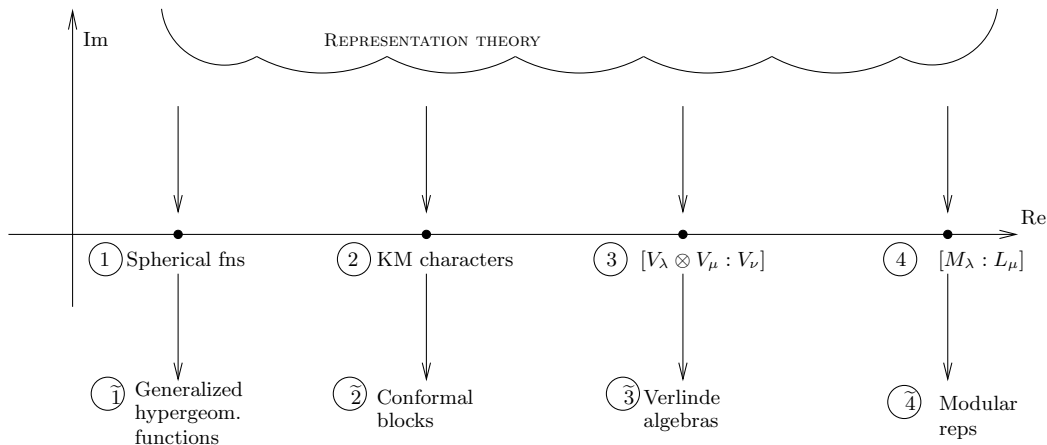 Im
REPRESENTATION THEORY
Re
1 Spherical fns
2 KM characters
3 [V_λ ⊗ V_μ : V_ν]
4 [M_λ : L_μ]
1̃ Generalized
hypergeom.
functions
2̃ Conformal
blocks
3̃ Verlinde
algebras
4̃ Modular
reps